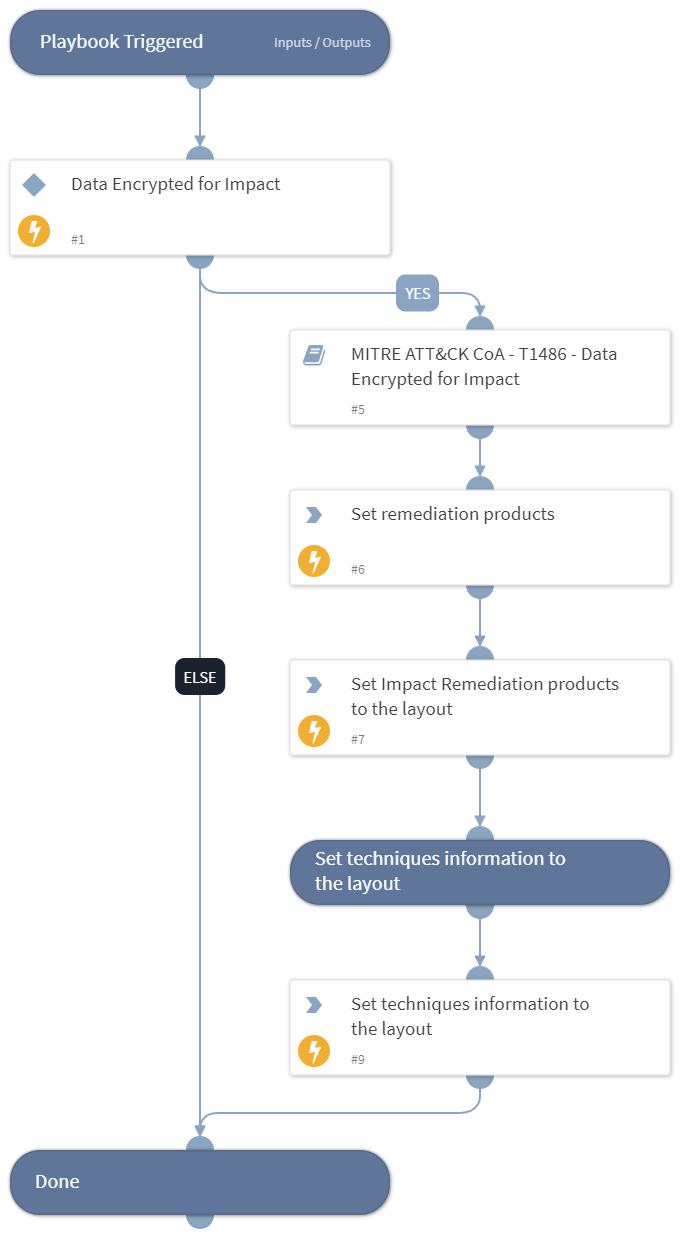 Playbook Triggered
Inputs / Outputs
Data Encrypted for Impact
#1
YES
MITRE ATT&CK CoA - T1486 - Data
Encrypted for Impact
#5
Set remediation products
#6
ELSE
Set Impact Remediation products
to the layout
#7
Set techniques information to
the layout
Set techniques information to
the layout
#9
Done